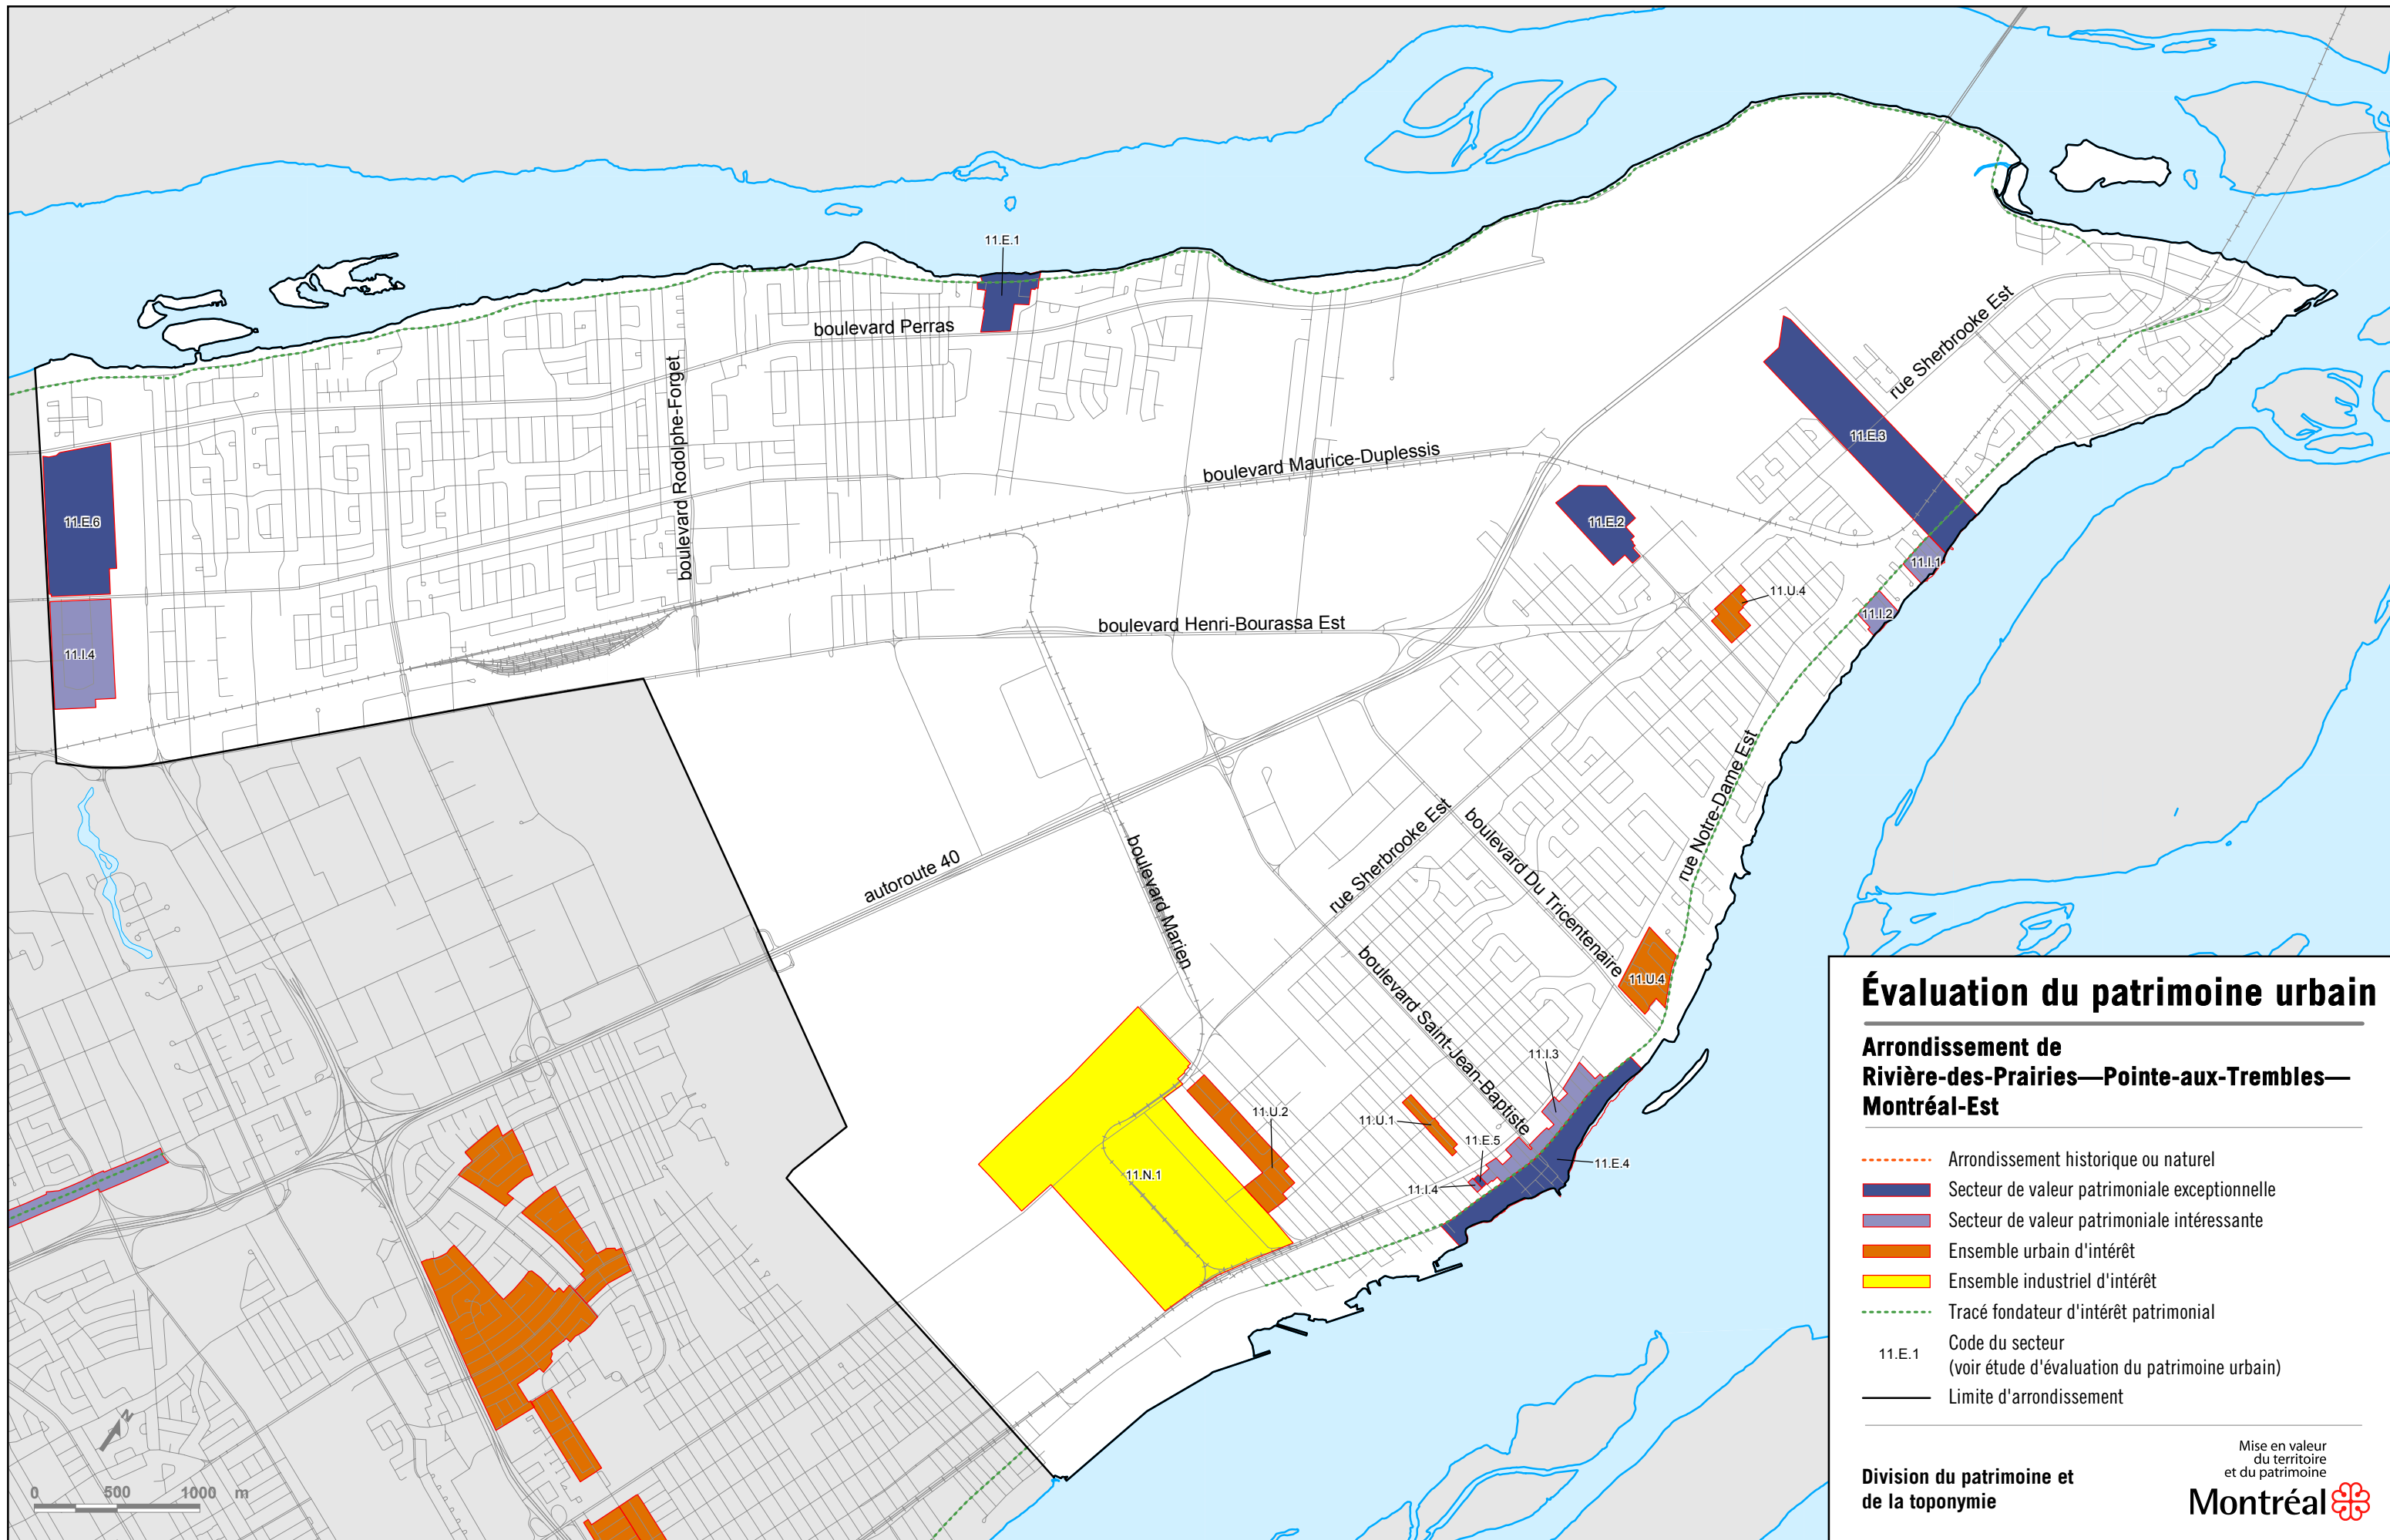 11.E.1
boulevard Perras
boulevard Rodolphe-Forget
boulevard Maurice-Duplessis
rue Sherbrooke Est
11.E.3
11.E.6
11.E.2
11.I.1
11.U.4
11.I.2
boulevard Henri-Bourassa Est
11.I.4
rue Notre-Dame Est
autoroute 40
boulevard Marien
rue Sherbrooke Est
boulevard Du Tricentenaire
boulevard Saint-Jean-Baptiste
11.U.4
11.I.3
11.U.2
11.U.1
11.E.5
11.E.4
11.N.1
11.I.4
N
0 500 1000 m
Évaluation du patrimoine urbain
Arrondissement de
Rivière-des-Prairies—Pointe-aux-Trembles—
Montréal-Est
Arrondissement historique ou naturel
Secteur de valeur patrimoniale exceptionnelle
Secteur de valeur patrimoniale intéressante
Ensemble urbain d'intérêt
Ensemble industriel d'intérêt
Tracé fondateur d'intérêt patrimonial
11.E.1 Code du secteur
(voir étude d'évaluation du patrimoine urbain)
Limite d'arrondissement
Division du patrimoine et
de la toponymie
Mise en valeur
du territoire
et du patrimoine
Montréal